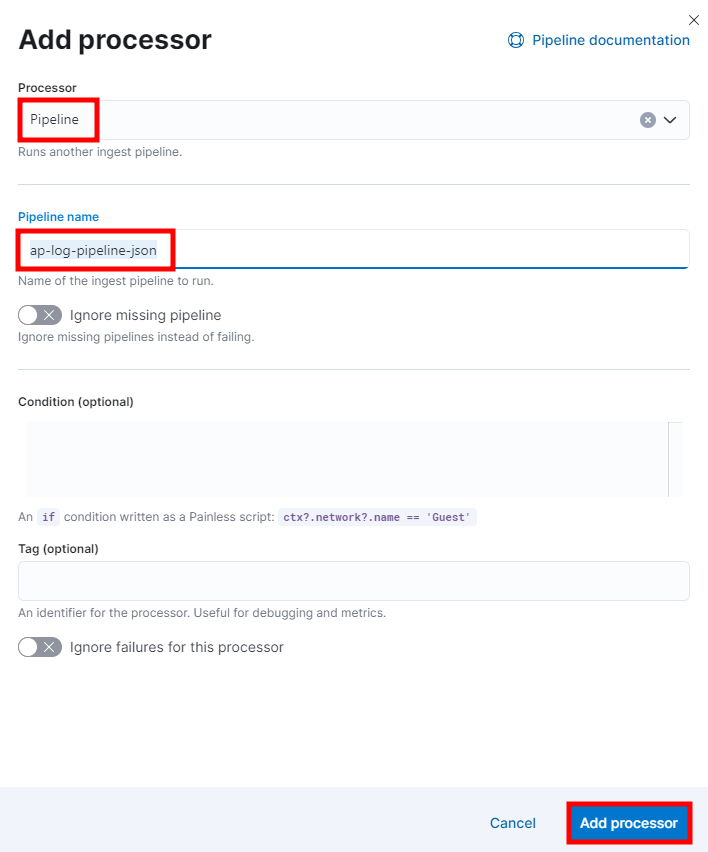 Add processor
Pipeline documentation
Processor
Pipeline
Runs another ingest pipeline.
Pipeline name
ap-log-pipeline-json
Name of the ingest pipeline to run.
Ignore missing pipeline
Ignore missing pipelines instead of failing.
Condition (optional)
An if condition written as a Painless script: ctx?.network?.name == 'Guest'
Tag (optional)
An identifier for the processor. Useful for debugging and metrics.
Ignore failures for this processor
Cancel
Add processor